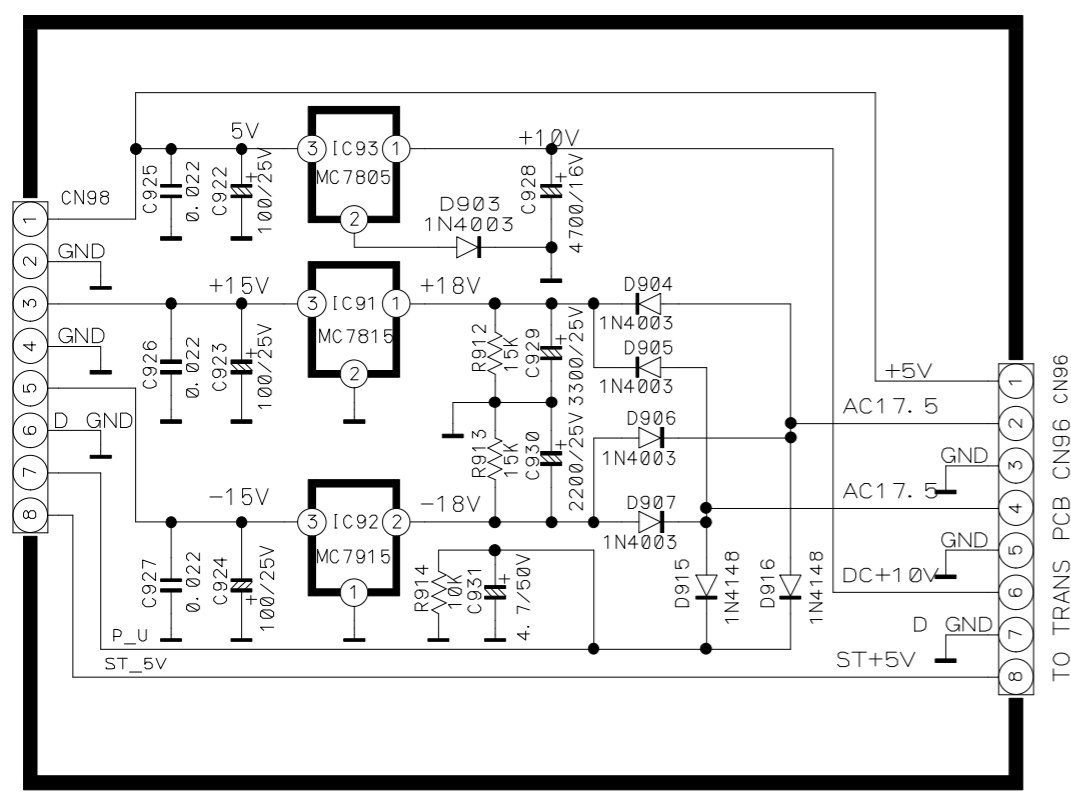 5V
+10V
3
IC93
1
MC7805
2
C925
0.022
C922
+
100/25V
C928
+
4700/16V
D903
1N4003
CN98
1
2
GND
3
4
GND
5
6
D GND
7
8
+15V
+18V
3
IC91
1
MC7815
2
C926
0.022
C923
+
100/25V
R912
15K
C929
+
3300/25V
D904
1N4003
D905
1N4003
D906
1N4003
D907
1N4003
R913
15K
C930
+
2200/25V
-15V
-18V
3
IC92
2
MC7915
1
C927
0.022
C924
+
100/25V
R914
10K
C931
+
4.7/50V
D915
1N4148
D916
1N4148
P_U
ST_5V
+5V
1
AC17.5
2
GND
3
AC17.5
4
GND
5
DC+10V
6
D GND
7
ST+5V
8
TO TRANS PCB CN96
CN96